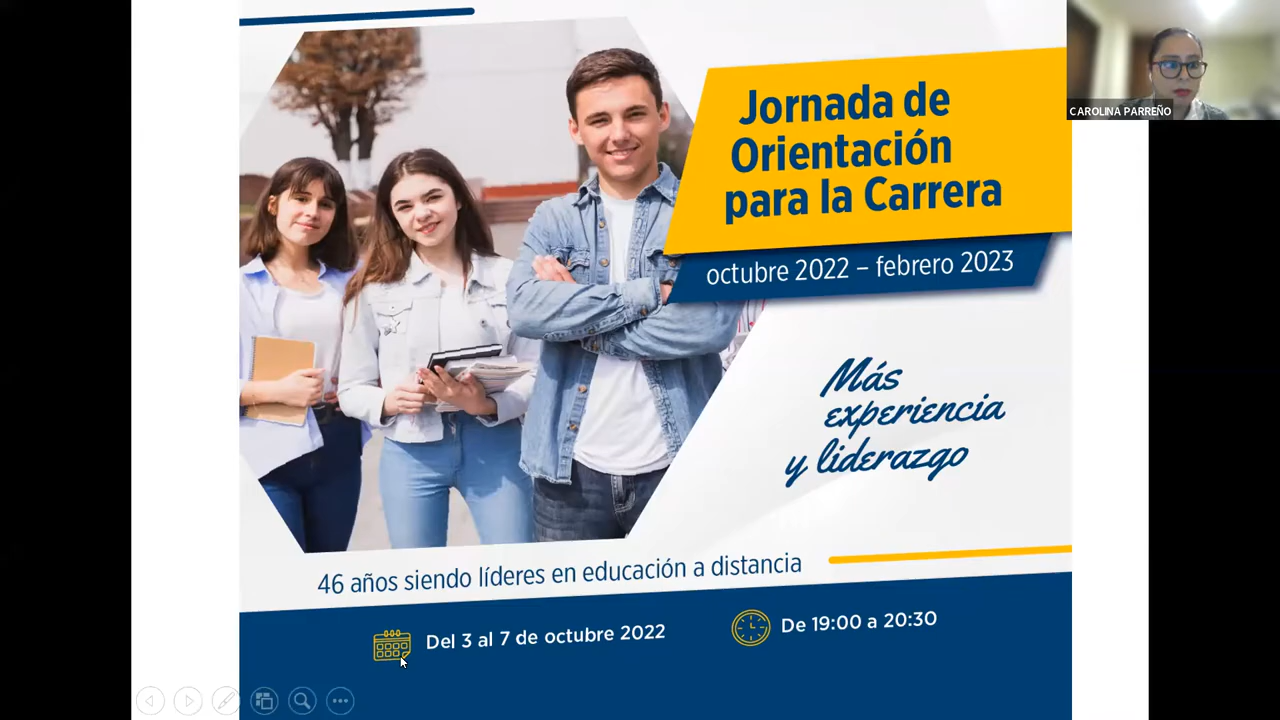 Jornada de
Orientación
para la Carrera
octubre 2022 – febrero 2023
Más
experiencia
y liderazgo
46 años siendo líderes en educación a distancia
Del 3 al 7 de octubre 2022
De 19:00 a 20:30
CAROLINA PARREÑO